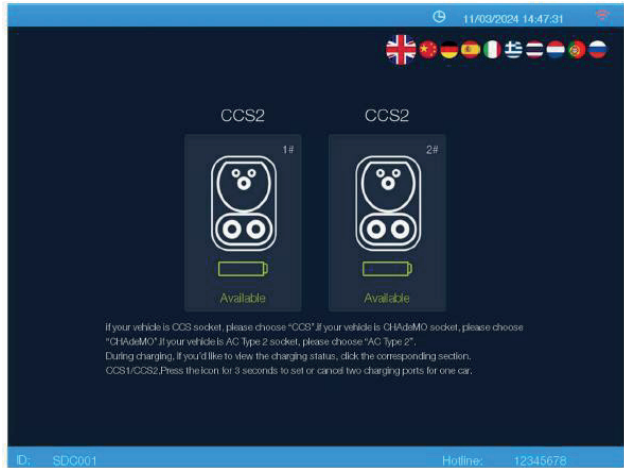 11/03/2024 14:47:31
CCS2
CCS2
1#
2#
Available
Available
If your vehicle is CCS socket, please choose “CCS”.If your vehicle is CHAdeMO socket, please choose
“CHAdeMO”.If your vehicle is AC Type 2 socket, please choose “AC Type 2”.
During charging, if you'd like to view the charging status, click the corresponding section.
CCS1/CCS2,Press the icon for 3 seconds to set or cancel two charging ports for one car.
ID: SDC001
Hotline: 12345678